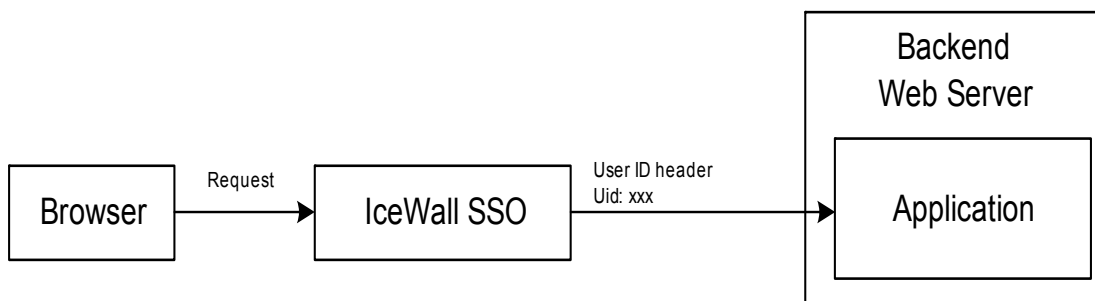 Backend
Web Server
Browser
Request
IceWall SSO
User ID header
Uid: xxx
Application